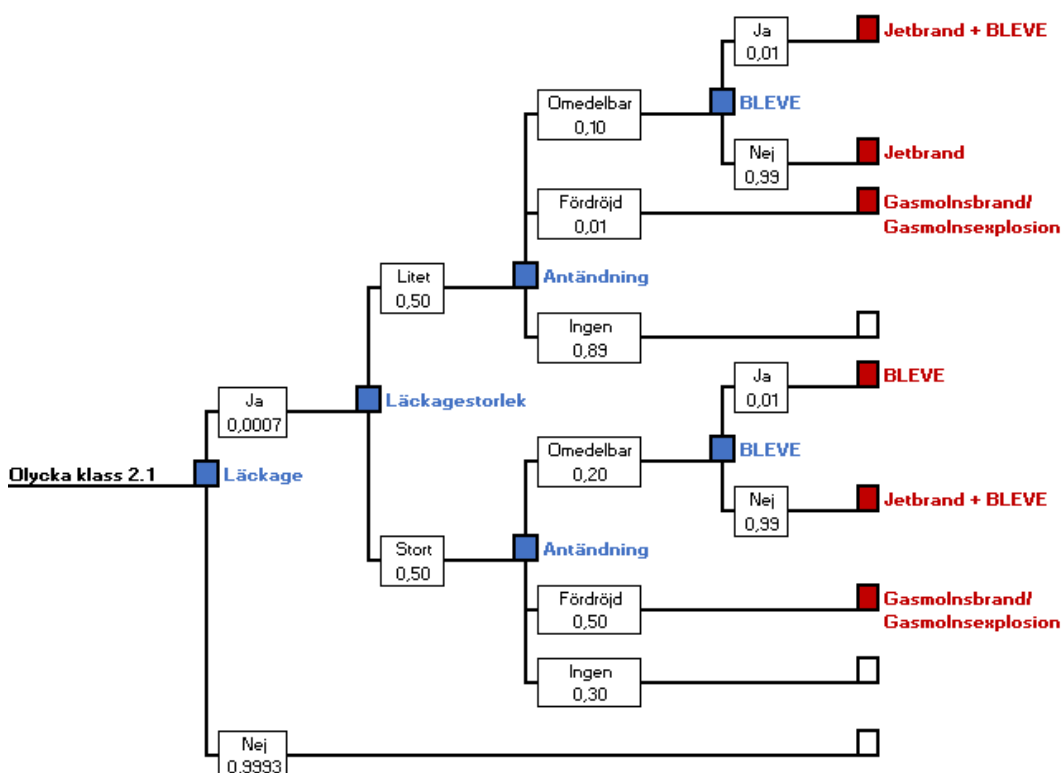 Ja
0,01
Jetbrand + BLEVE
Omedelbar
0,10
BLEVE
Nej
0,99
Jetbrand
Fördröjd
0,01
Gasmolnsbrand/
Gasmolnsexplosion
Litet
0,50
Antändning
Ingen
0,89
Ja
0,01
BLEVE
Ja
0,0007
Läckagestorlek
Omedelbar
0,20
BLEVE
Olycka klass 2.1
Läckage
Nej
0,99
Jetbrand + BLEVE
Stort
0,50
Antändning
Fördröjd
0,50
Gasmolnsbrand/
Gasmolnsexplosion
Ingen
0,30
Nej
0,9993